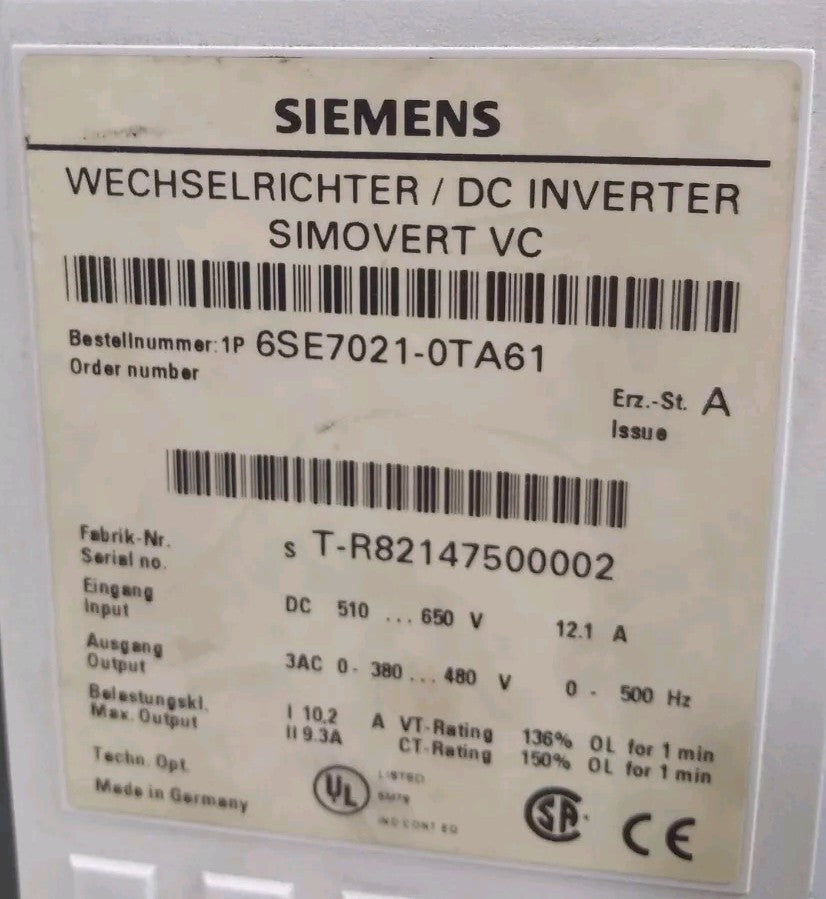 SIEMENS
WECHSELRICHTER / DC INVERTER
SIMOVERT VC
Bestellnummer: 1P 6SE7021-0TA61
Order number
Erz.-St. A
Issue
Fabrik-Nr.
Serial no.
S T-R82147500002
Eingang
Input
DC 510 ... 650 V 12.1 A
Ausgang
Output
3AC 0- 380 ... 480 V 0 - 500 Hz
Belastungskl.
Max. Output
I 10,2 A VT-Rating 136% OL for 1 min
II 9.3A CT-Rating 150% OL for 1 min
Techn. Opt.
Made in Germany
UL
LISTED
IND CONT EQ
SA
CE